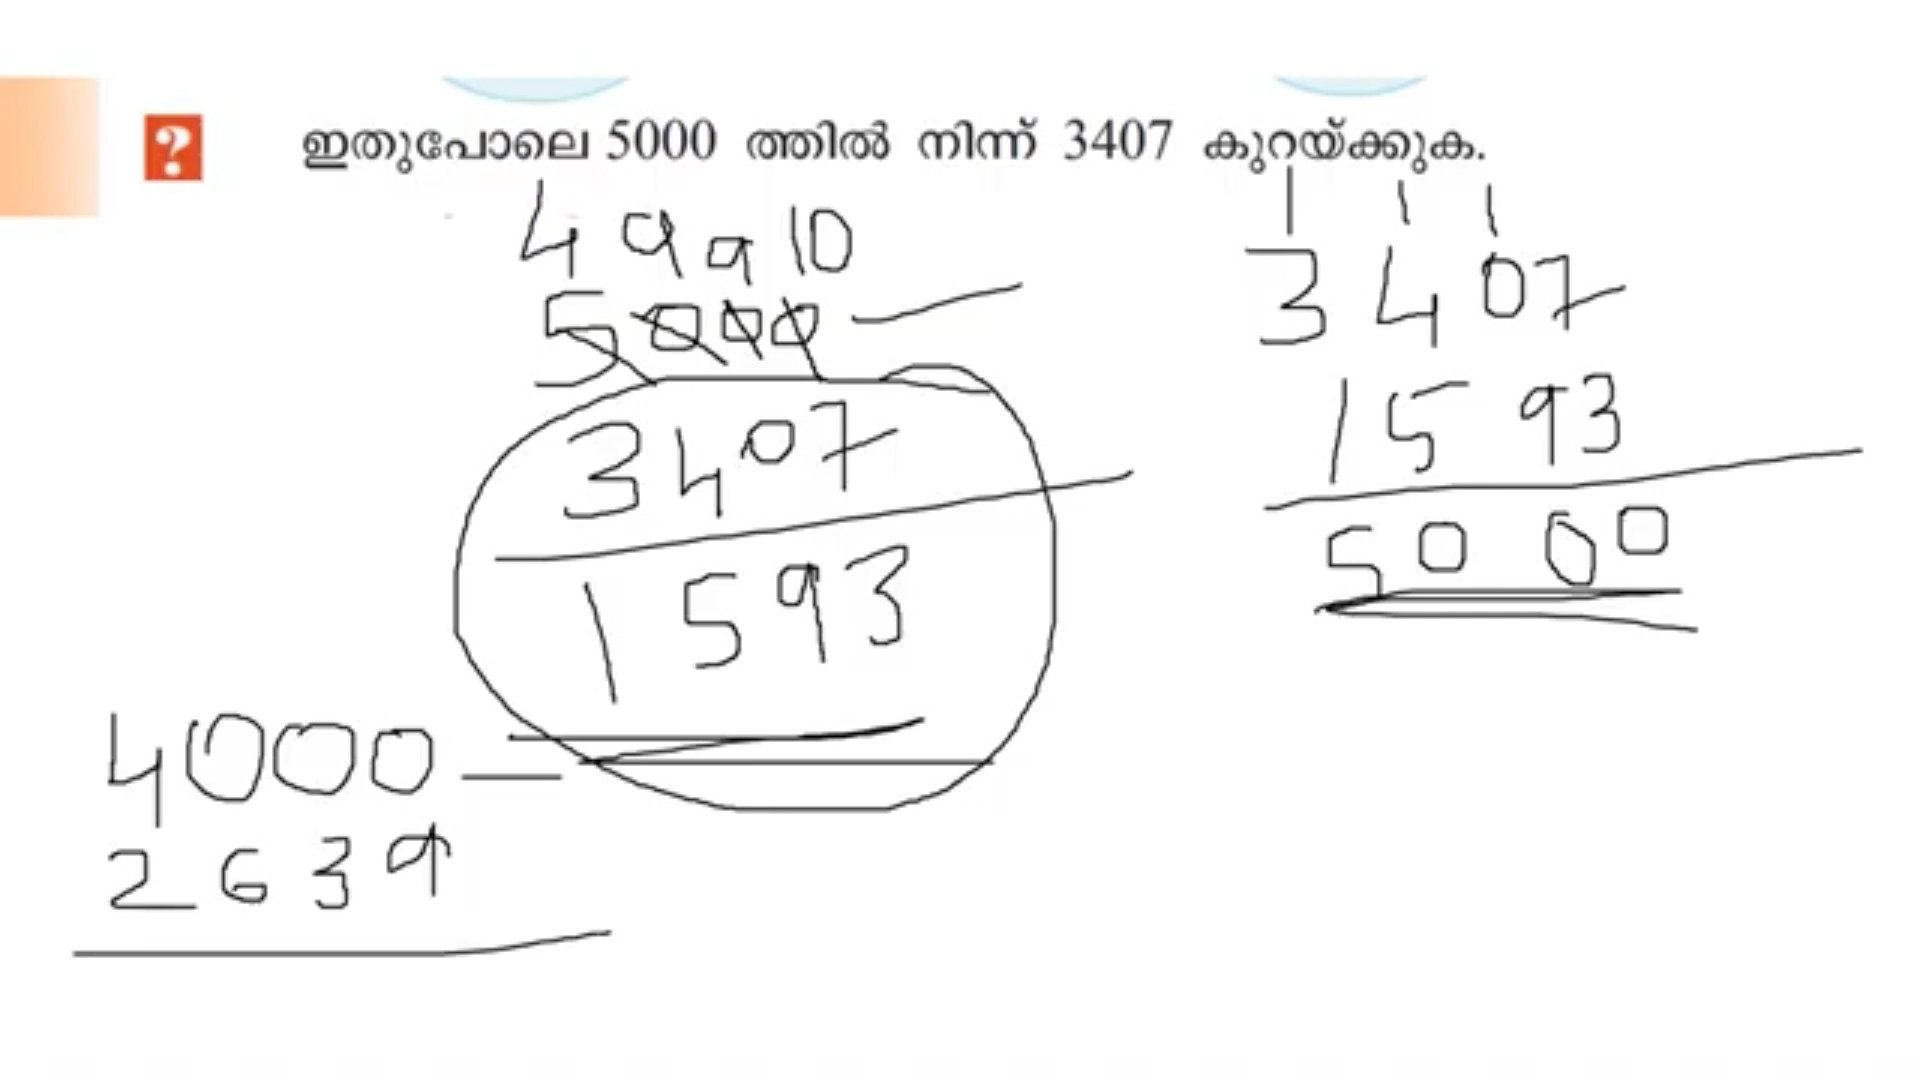 ? ഇതുപോലെ 5000 ത്തിൽ നിന്ന് 3407 കുറയ്ക്കുക.
4 9 9 10
5000 —
3407
1593
1 1 1
3407
1593
5000
4000 —
2639